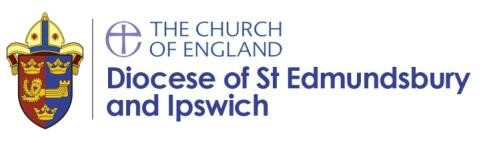 THE CHURCH
OF ENGLAND
Diocese of St Edmundsbury
and Ipswich